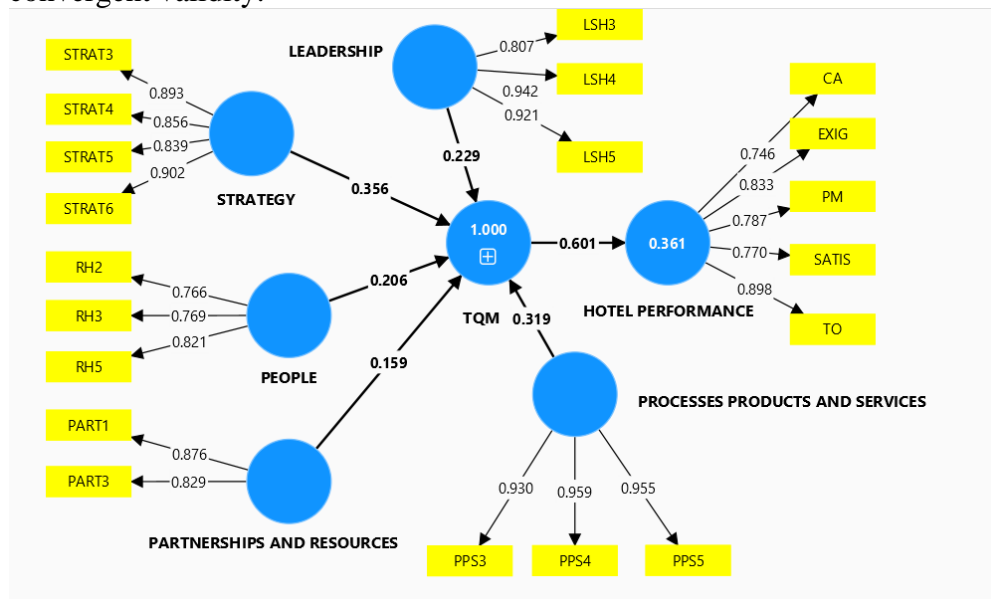 convergent validity.
LEADERSHIP
LSH3
0.807
LSH4
0.942
0.921
LSH5
0.229
STRAT3
0.893
STRAT4
0.856
STRAT5
0.839
0.902
STRAT6
STRATEGY
0.356
CA
EXIG
0.746
0.833
PM
0.787
0.770
SATIS
0.898
TO
1.000
0.601
0.361
HOTEL PERFORMANCE
TQM
0.319
RH2
0.766
RH3
0.769
0.821
RH5
PEOPLE
0.206
0.159
PART1
0.876
PART3
0.829
PARTNERSHIPS AND RESOURCES
PROCESSES PRODUCTS AND SERVICES
0.930
0.959
0.955
PPS3
PPS4
PPS5